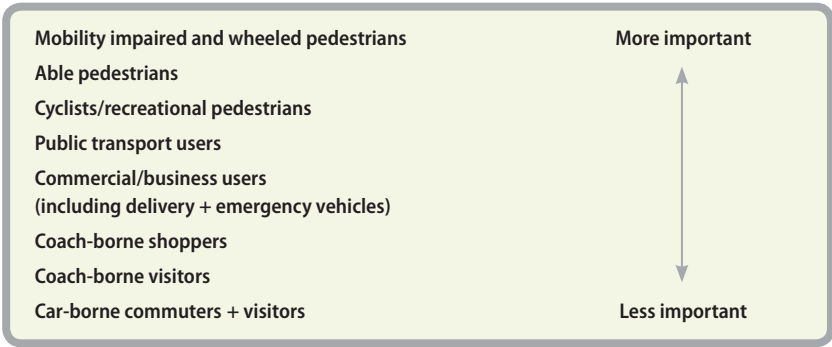 Mobility impaired and wheeled pedestrians More important
Able pedestrians
Cyclists/recreational pedestrians
Public transport users
Commercial/business users
(including delivery + emergency vehicles)
Coach-borne shoppers
Coach-borne visitors
Car-borne commuters + visitors Less important